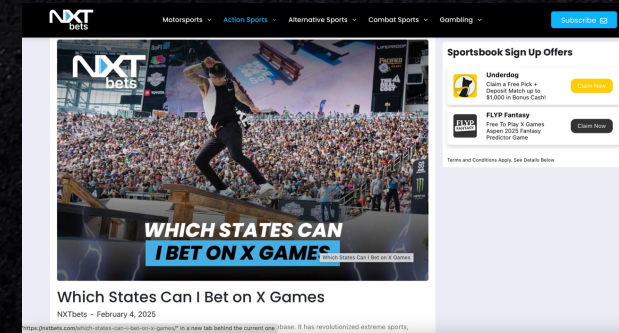 NXT
bets
Motorsports
Action Sports
Alternative Sports
Combat Sports
Gambling
Subscribe
NXT
bets
WHICH STATES CAN
I BET ON X GAMES
Which States Can I Bet on X Games
Which States Can I Bet on X Games
NXTbets - February 4, 2025
base. It has revolutionized extreme sports,
"https://nxtbets.com/which-states-can-i-bet-on-x-games/" in a new tab behind the current one
Sportsbook Sign Up Offers
Underdog
Claim a Free Pick +
Deposit Match up to
$1,000 in Bonus Cash!
Claim Now
FLYP
FANTASY
FLYP Fantasy
Free To Play X Games
Aspen 2025 Fantasy
Predictor Game
Claim Now
Terms and Conditions Apply. See Details Below